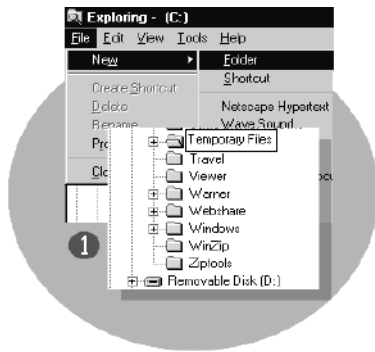 Exploring - (C:)
File Edit View Tools Help
New Folder
Create Shortcut Shortcut
Delete Netscape Hypertext
Rename Wave Sound
Temporary Files
Travel
Viewer
Warner
Webshare
Windows
1
WinZip
Ziptools
Removable Disk (D:)